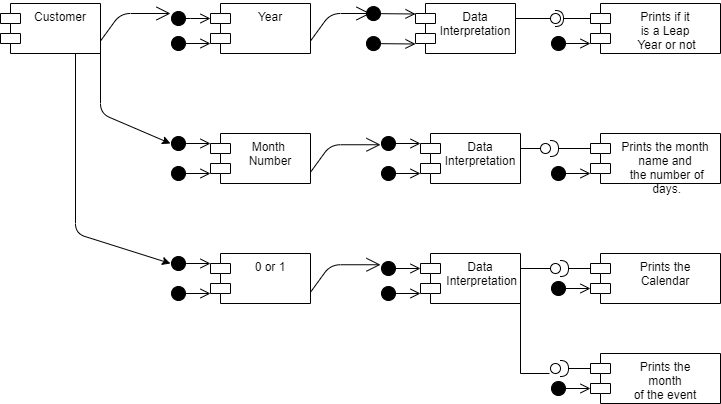 Customer
Year
Data
Interpretation
Prints if it
is a Leap
Year or not
Month
Number
Data
Interpretation
Prints the month
name and
the number of
days.
0 or 1
Data
Interpretation
Prints the
Calendar
Prints the
month
of the event